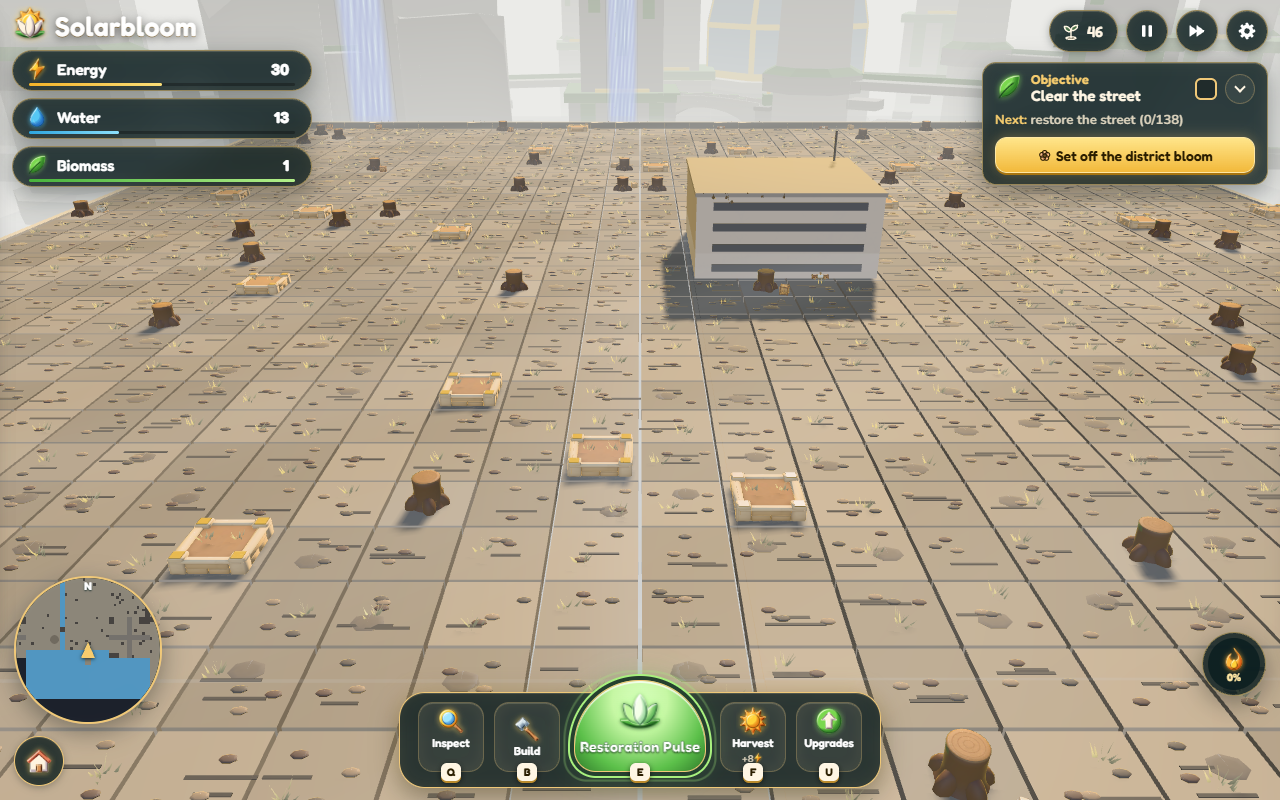 Solarbloom
46
Energy 30
Water 13
Biomass 1
Objective
Clear the street
Next: restore the street (0/138)
Set off the district bloom
N
0%
Inspect
Q
Build
B
Restoration Pulse
E
Harvest
+8
F
Upgrades
U